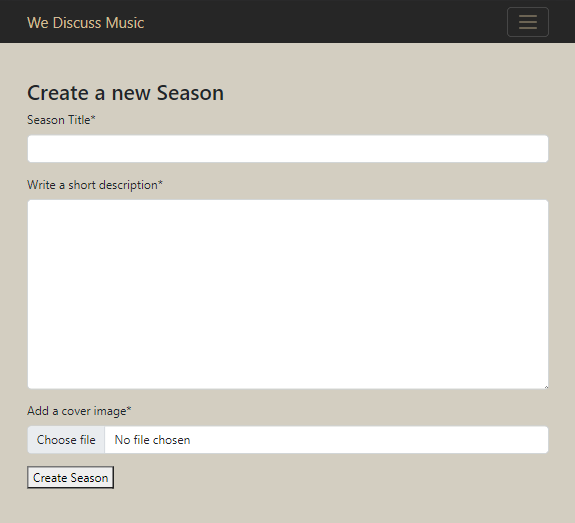 We Discuss Music
Create a new Season
Season Title*
Write a short description*
Add a cover image*
Choose file No file chosen
Create Season